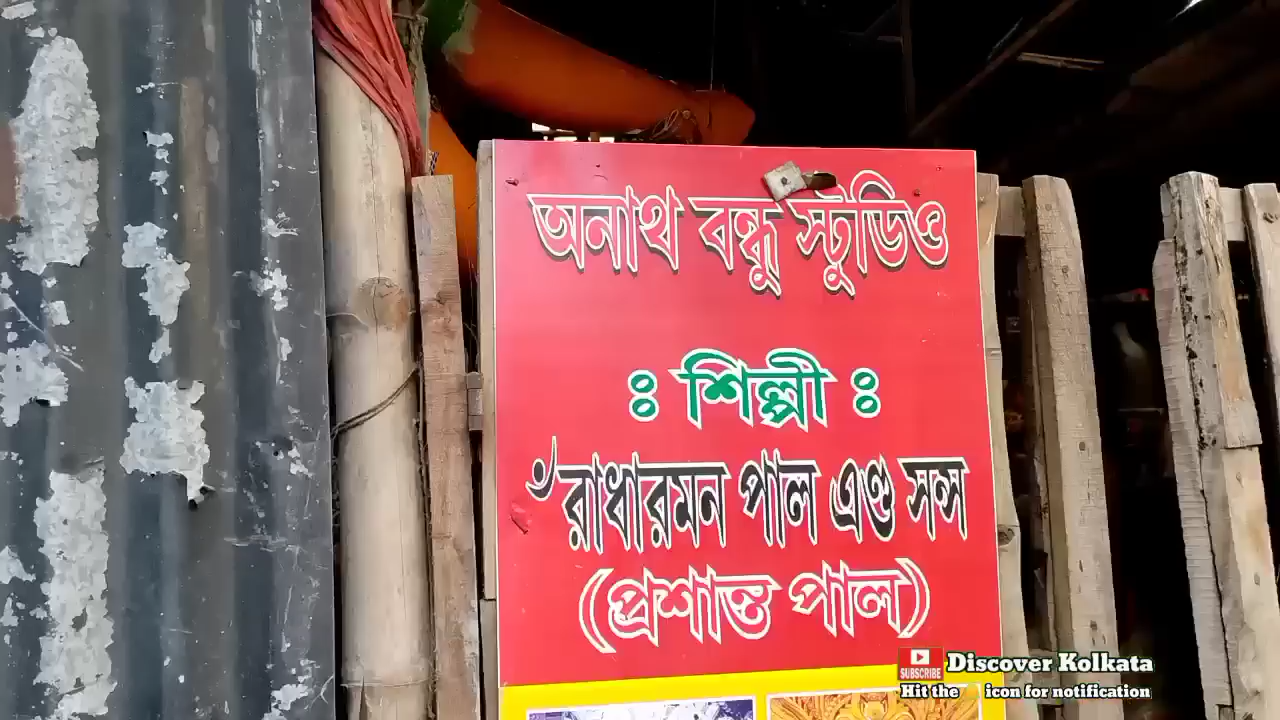 অনাথ বন্ধু স্টুডিও
ঃ শিল্পী ঃ
ঁরাধারমন পাল এণ্ড সন্স
(প্রশান্ত পাল)
SUBSCRIBE
Discover Kolkata
Hit the icon for notification